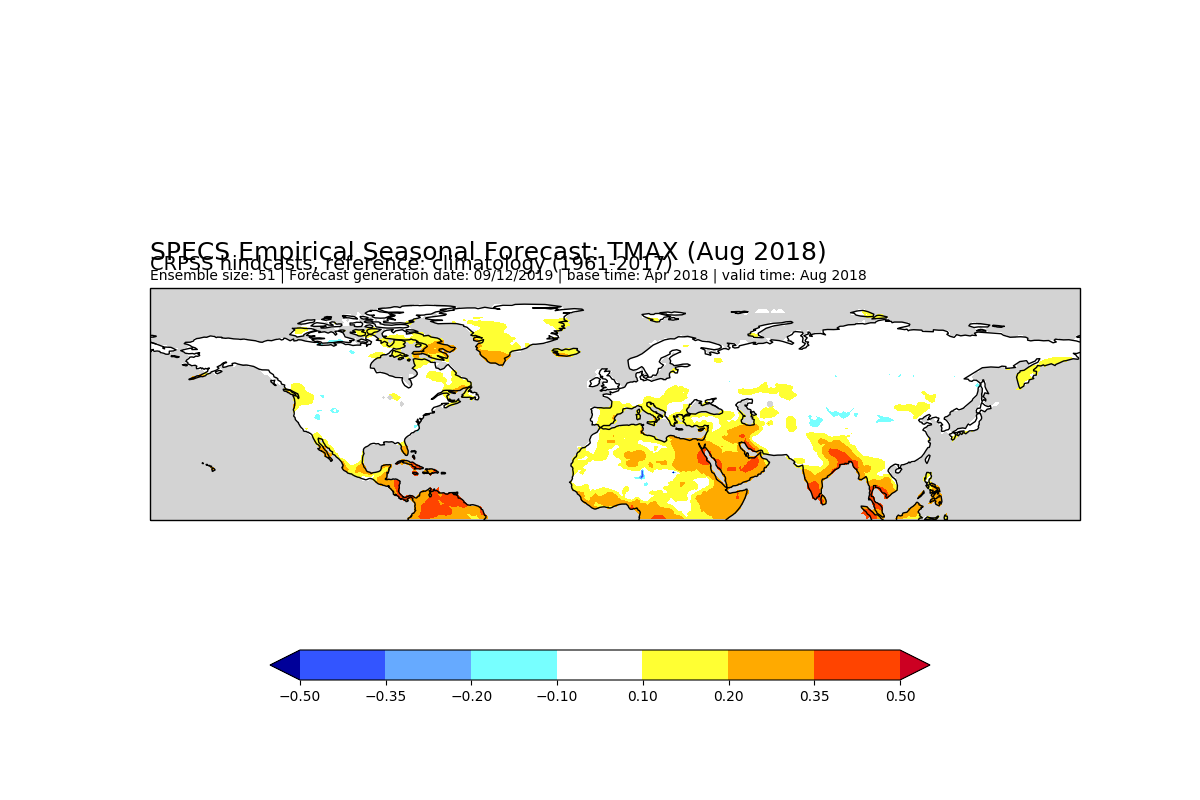 SPECS Empirical Seasonal Forecast: TMAX (Aug 2018)
CRPSS hindcasts, reference: climatology (1961-2017)
Ensemble size: 51 | Forecast generation date: 09/12/2019 | base time: Apr 2018 | valid time: Aug 2018
−0.50 −0.35 −0.20 −0.10 0.10 0.20 0.35 0.50